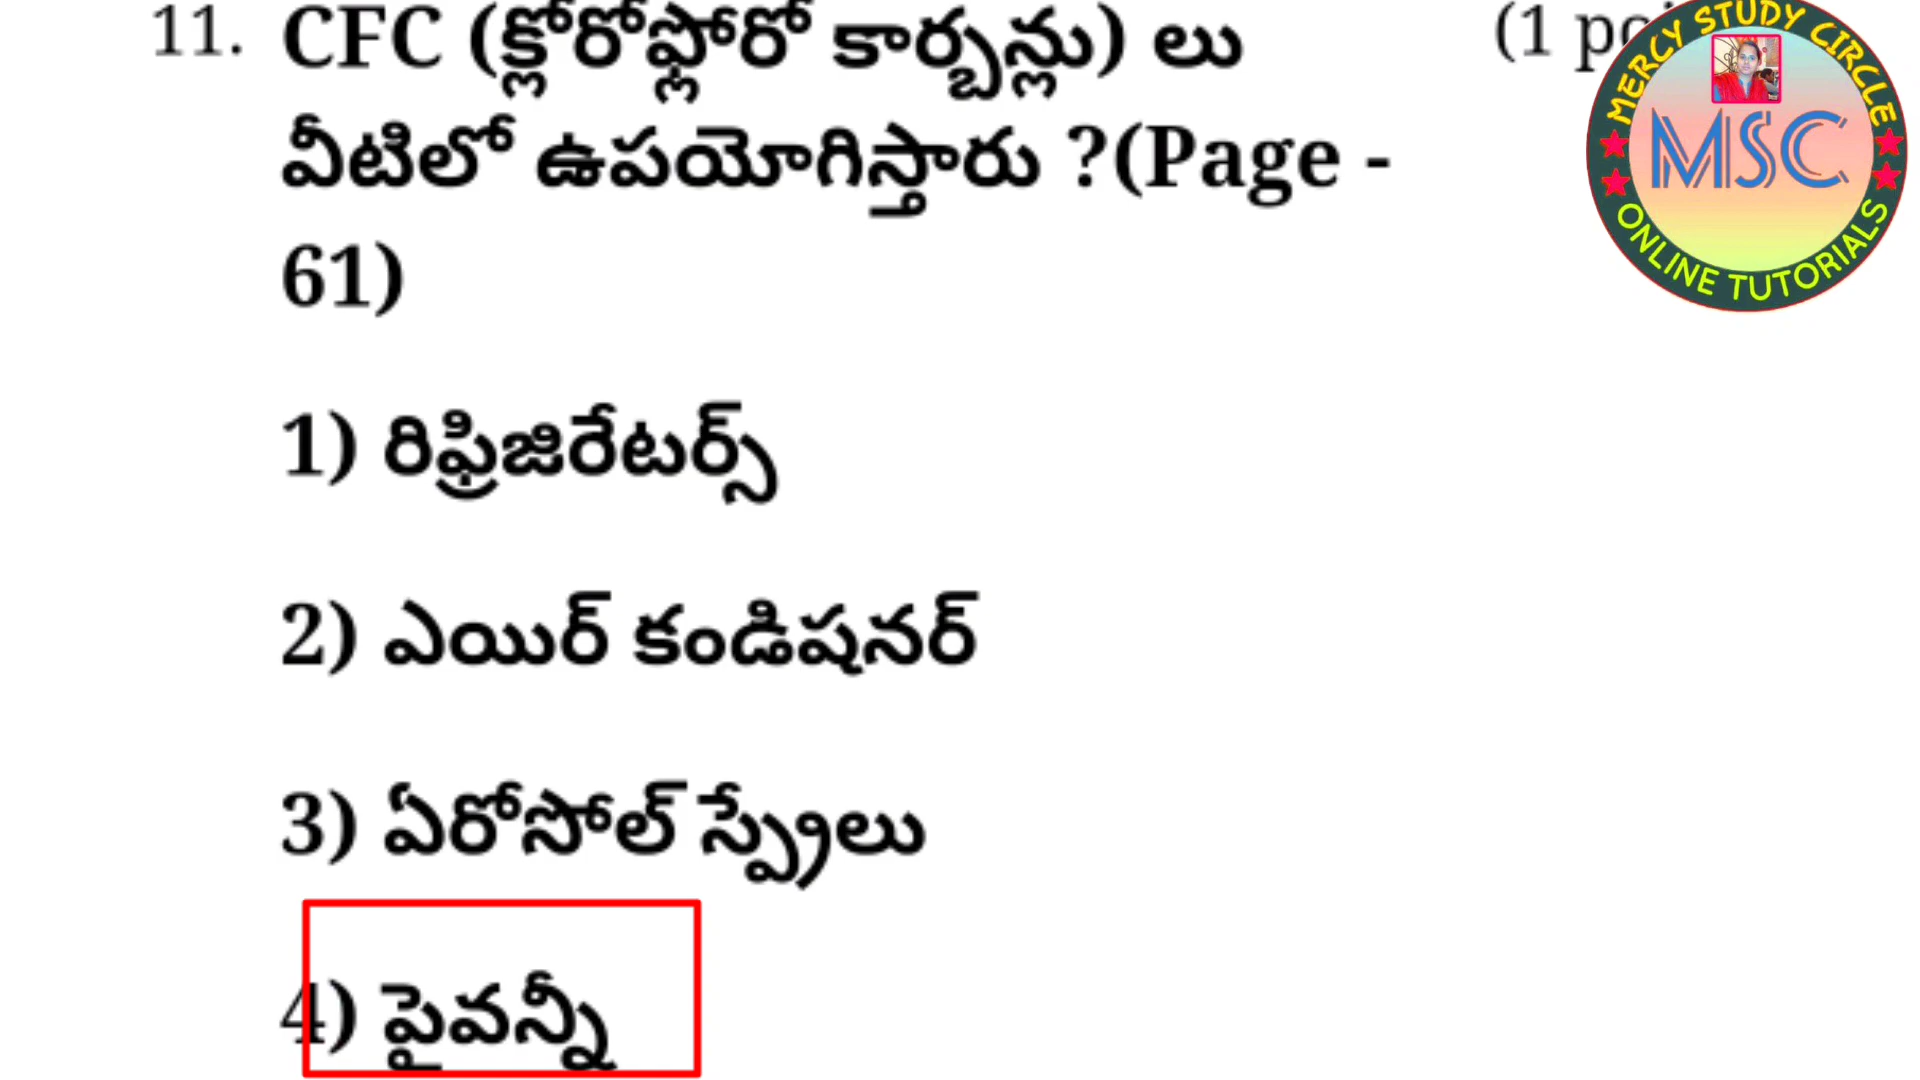 11. CFC (క్లోరోఫ్లోరో కార్బన్లు) లు (1
వీటిలో ఉపయోగిస్తారు ?(Page -
61)
1) రిఫ్రిజిరేటర్స్
2) ఎయిర్ కండిషనర్
3) ఏరోసోల్ స్ప్రేలు
4) పైవన్నీ
MERCY STUDY CIRCLE
MSC
ONLINE TUTORIALS